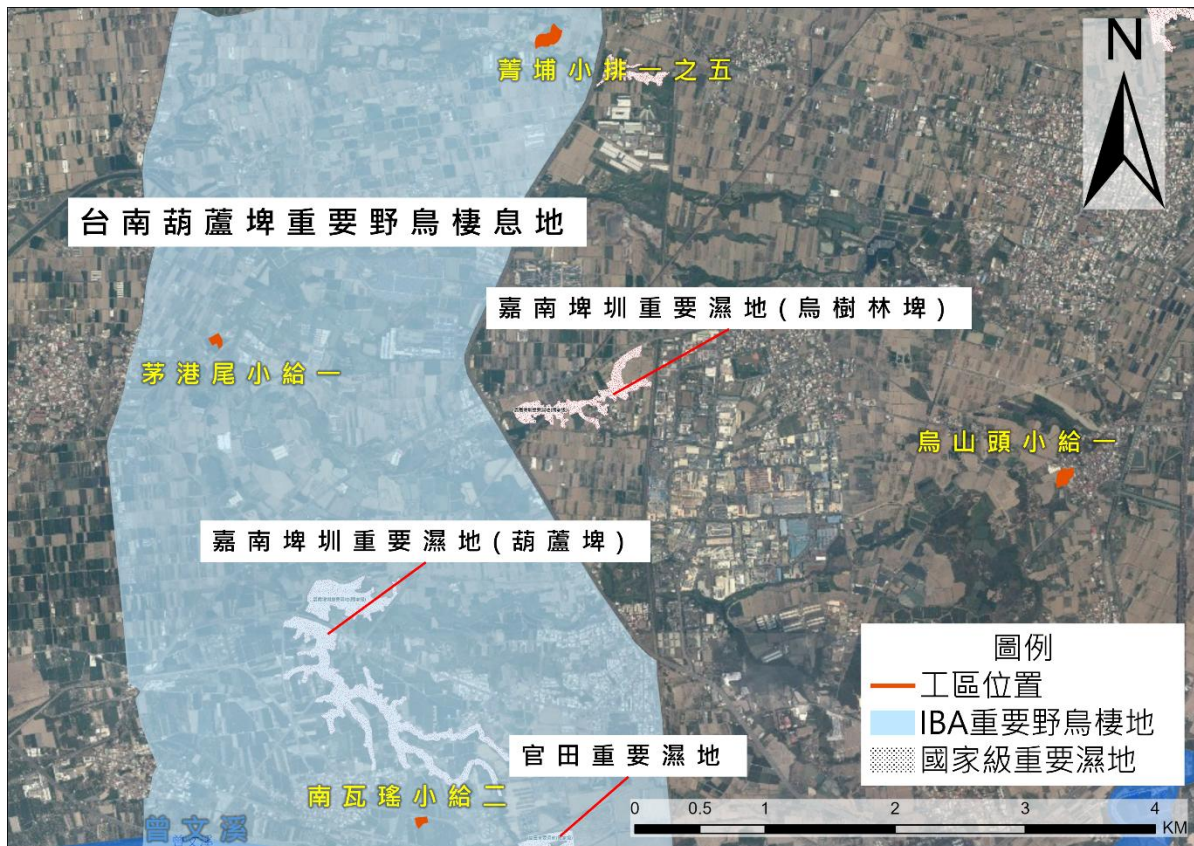 N
菁埔小排一之五
台南葫蘆埤重要野鳥棲息地
嘉南埤圳重要濕地(烏樹林埤)
茅港尾小給一
烏山頭小給一
嘉南埤圳重要濕地(葫蘆埤)
官田重要濕地
南瓦瑤小給二
曾文溪
圖例
工區位置
IBA重要野鳥棲地
國家級重要濕地
0 0.5 1 2 3 4
KM